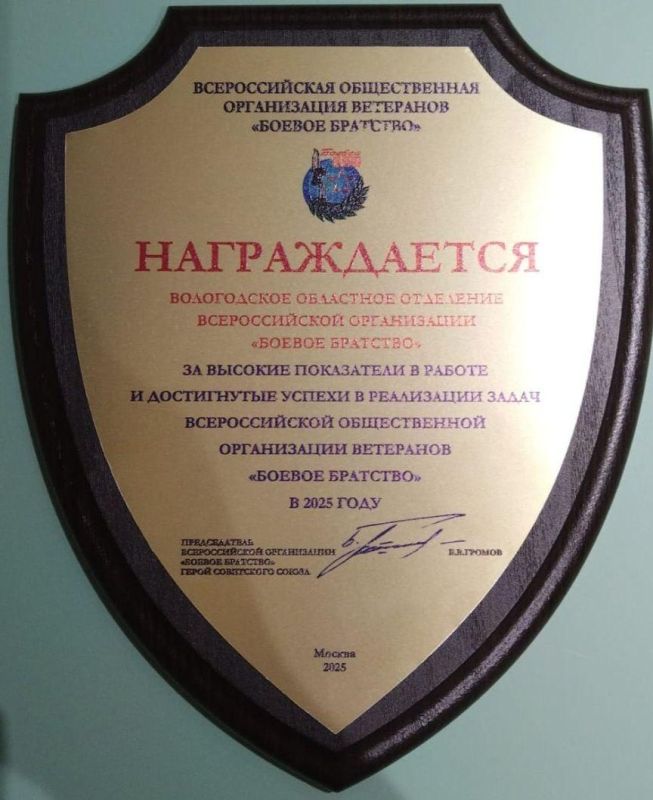 ВСЕРОССИЙСКАЯ ОБЩЕСТВЕННАЯ
ОРГАНИЗАЦИЯ ВЕТЕРАНОВ
«БОЕВОЕ БРАТСТВО»
НАГРАЖДАЕТСЯ
ВОЛОГОДСКОЕ ОБЛАСТНОЕ ОТДЕЛЕНИЕ
ВСЕРОССИЙСКОЙ ОРГАНИЗАЦИИ
«БОЕВОЕ БРАТСТВО»
ЗА ВЫСОКИЕ ПОКАЗАТЕЛИ В РАБОТЕ
И ДОСТИГНУТЫЕ УСПЕХИ В РЕАЛИЗАЦИИ ЗАДАЧ
ВСЕРОССИЙСКОЙ ОБЩЕСТВЕННОЙ
ОРГАНИЗАЦИИ ВЕТЕРАНОВ
«БОЕВОЕ БРАТСТВО»
В 2025 ГОДУ
ПРЕДСЕДАТЕЛЬ
ВСЕРОССИЙСКОЙ ОРГАНИЗАЦИИ
«БОЕВОЕ БРАТСТВО»
ГЕРОЙ СОВЕТСКОГО СОЮЗА
Б.В.ГРОМОВ
Москва
2025